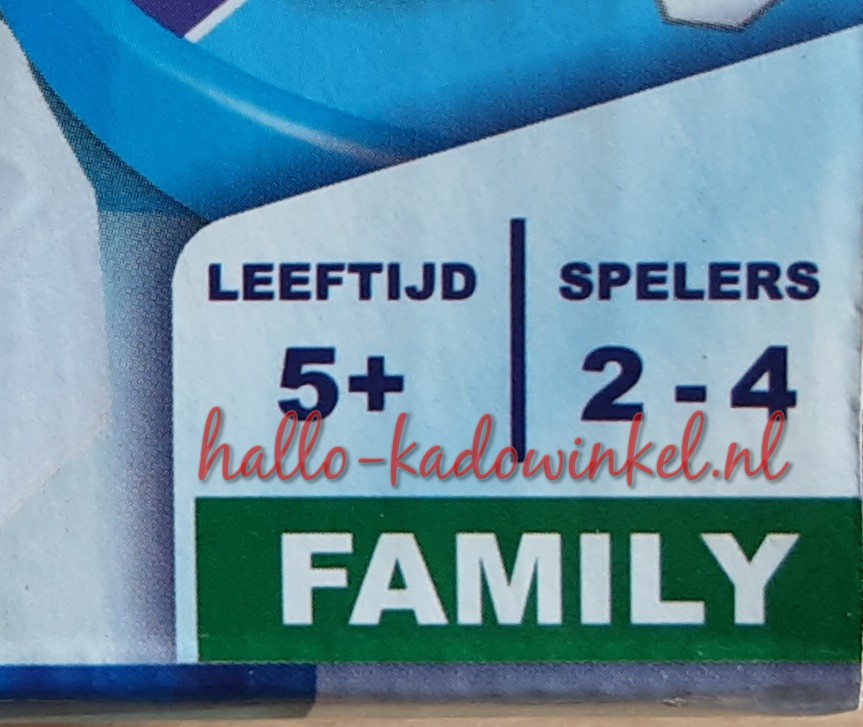 LEEFTIJD
SPELERS
5+
2 - 4
hallo-kadowinkel.nl
FAMILY